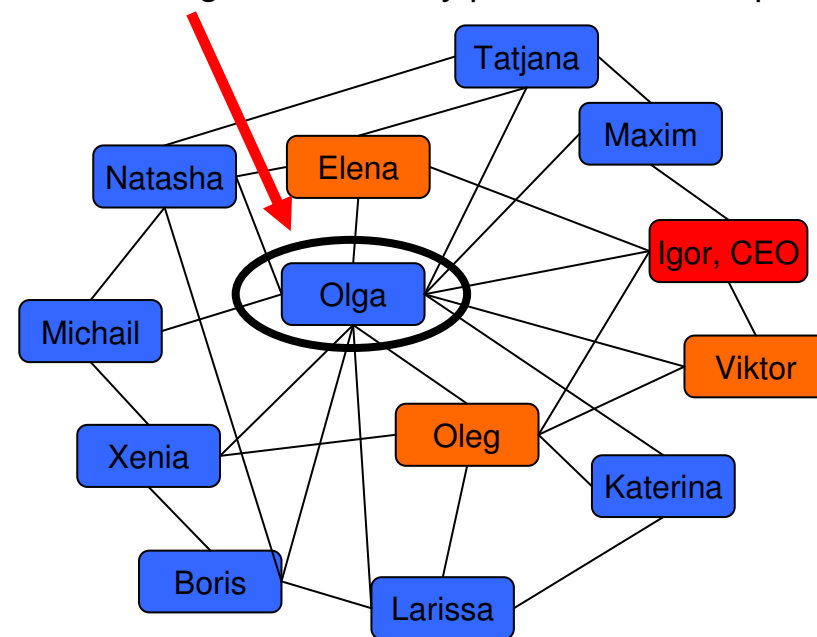 Tatjana
Maxim
Elena
Natasha
Igor, CEO
Olga
Michail
Viktor
Oleg
Xenia
Katerina
Boris
Larissa